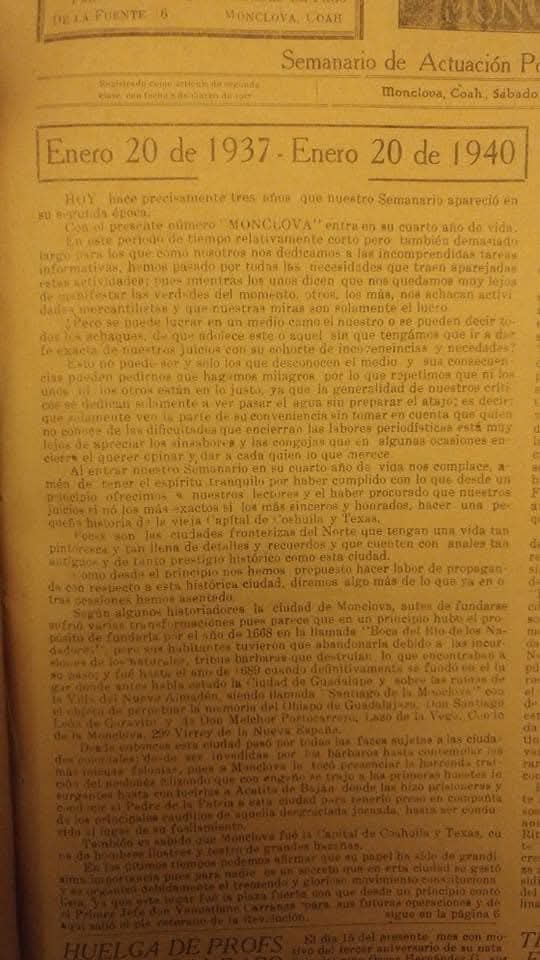 DE LA FUENTE 6 MONCLOVA, COAH
MONC
Semanario de Actuación Po
Registrado como artículo de segunda
clase, con fecha
Monclova, Coah., Sábado
Enero 20 de 1937 - Enero 20 de 1940
HOY hace precisamente tres años que nuestro Semanario apareció en
su segunda época.
Con el presente número "MONCLOVA" entra en su cuarto año de vida.
En este período de tiempo relativamente corto pero también demasiado
largo para los que como nosotros nos dedicamos a las incomprendidas tareas
informativas, hemos pasado por todas las necesidades que traen aparejadas
estas actividades; pues mientras los unos dicen que nos quedamos muy lejos
de manifestar las verdades del momento, otros, los más, nos achacan activi
dades mercantilistas y que nuestras miras son solamente el lucro.
¿Pero se puede lucrar en un medio como el nuestro o se pueden decir to-
dos los achaques, de que adolece este o aquel sin que tengamos que ir a dar
fe exacta de nuestros juicios con su cohorte de inconveniencias y necedades?
Esto no puede ser y solo los que desconocen el medio y sus consecuen-
cias pueden pedirnos que hagamos milagros, por lo que repetimos que ni los
unos ni los otros están en lo justo, ya que la generalidad de nuestros criti-
cos se dedican solamente a ver pasar el agua sin preparar el atajo; es decir:
que solamente ven la parte de su conveniencia sin tomar en cuenta que quien
no conoce de las dificultades que encierran las labores periodísticas está muy
lejos de apreciar los sinsabores y las congojas que en algunas ocasiones en-
cierra el querer opinar y dar a cada quien lo que merece.
Al entrar nuestro Semanario en su cuarto año de vida nos complace, a-
mén de tener el espíritu tranquilo por haber cumplido con lo que desde un
principio ofrecimos a nuestros lectores y el haber procurado que nuestros
juicios si nó los más exactos si los más sinceros y honrados, hacer una pe-
queña historia de la vieja Capital de Coahuila y Texas.
Pocas son las ciudades fronterizas del Norte que tengan una vida tan
pintoresca y tan llena de detalles y recuerdos y que cuenten con anales tan
antiguos y de tanto prestigio histórico como esta ciudad.
Como desde el principio nos hemos propuesto hacer labor de propagan-
da con respecto a esta histórica ciudad, diremos algo más de lo que ya en o
tras ocasiones hemos asentado.
Según algunos historiadores la ciudad de Monclova, antes de fundarse
sufrió varias transformaciónes pues parece que en un principio hubo el pro-
pósito de fundarla por el año de 1668 en la llamada "Boca del Río de los Na-
dadores", pero sus habitantes tuvieron que abandonarla debido a las incur-
siones de los naturales, tribus bárbaras que destruían lo que encontraban a
su paso; y fué hasta el año de 1689 cuando definitivamente se fundó en el lu
gar donde antes había estado la Ciudad de Guadalupe y sobre las ruinas de
la Villa del Nuevo Almadén, siendo llamada "Santiago de la Monclova" con
el objeto de perpetuar la memoria del Obispo de Guadalajara, Don Santiago
León de Garavito y de Don Melchor Portocarrero, Lazo de la Vega, Conde
de la Monclova, 29º Virrey de la Nueva España.
Desde entonces esta ciudad pasó por todas las faces sujetas a las ciuda-
des coloniales; desde ser invadidas por los bárbaros hasta contemplar las
más inicuas felonías, pues a Monclova le tocó presenciar la horrenda trai-
ción del Elizondo que con engaño se trajo a las primeras huestes in
surgentes hasta con lucirlas a Acatita de Baján donde las hizo prisioneras y
condujo al Padre de la Patria a esta ciudad para tenerlo preso en compañía
de los principales caudillos de aquella desgraciada jornada, hasta ser condu-
cido al lugar de su fusilamiento.
También es sabido que Monclova fué la Capital de Coahuila y Texas, cu
na de hombres ilustres y teatro de grandes hazañas.
En los últimos tiempos podemos afirmar que su papel ha sido de grandí-
sima importancia pues para nadie es un secreto que en esta ciudad se gestó
y se organizó debidamente el tremendo y glorioso movimiento constituciona
lista, ya que este lugar fué la plaza fuerte con que desde un principio contó
el Primer Jefe don Venustiano Carranza para sus futuras operaciones y de
aquí salió el pie veterano de la Revolución.
sigue en la página 6
HUELGA DE PROFS
El día 15 del presente mes con mo-
tivo del tercer aniversario de su nata